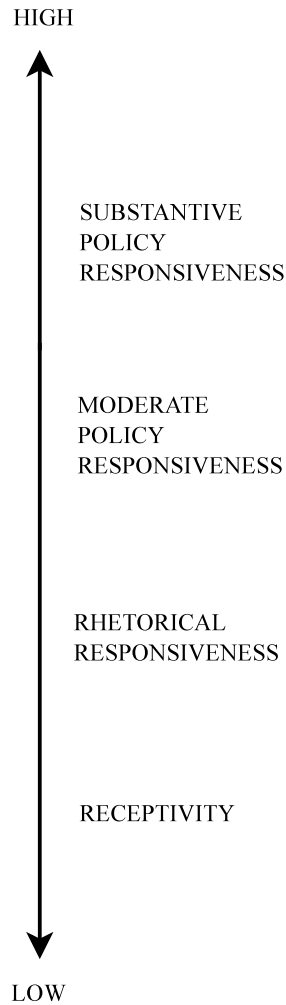 HIGH
SUBSTANTIVE
POLICY
RESPONSIVENESS
MODERATE
POLICY
RESPONSIVENESS
RHETORICAL
RESPONSIVENESS
RECEPTIVITY
LOW